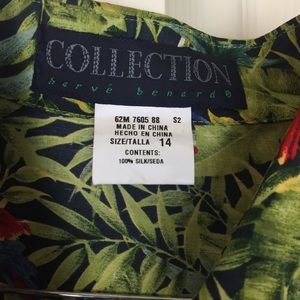 COLLECTION
hervé benard®
62M 7605 88 S2
MADE IN CHINA
HECHO EN CHINA
SIZE/TALLA 14
CONTENTS:
100% SILK/SEDA